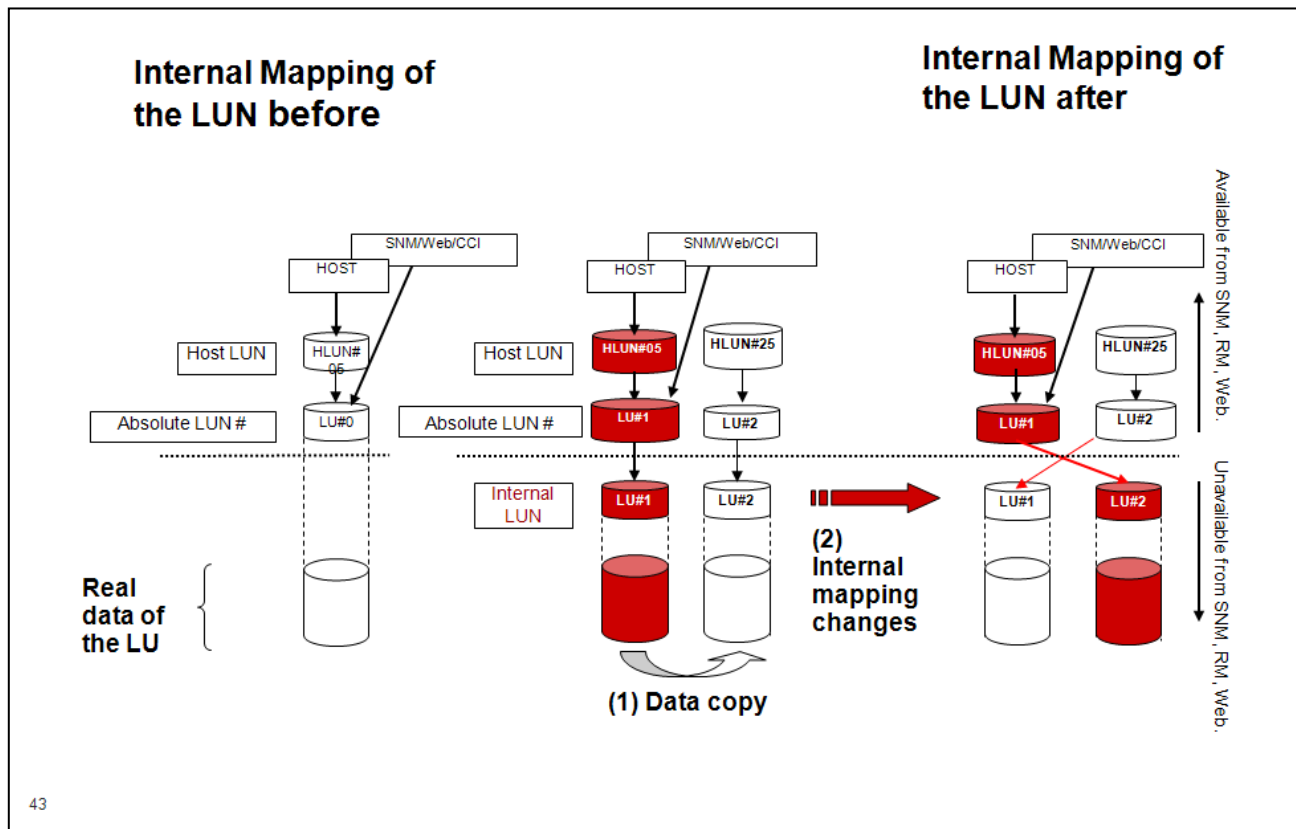 Internal Mapping of
the LUN before
Internal Mapping of
the LUN after
SNM/Web/CCI
HOST
Host LUN
HLUN#
05
Absolute LUN #
LU#0
Real
data of
the LU
SNM/Web/CCI
HOST
Host LUN
HLUN#05
HLUN#25
Absolute LUN #
LU#1
LU#2
Internal
LUN
LU#1
LU#2
(1) Data copy
(2)
Internal
mapping
changes
SNM/Web/CCI
HOST
HLUN#05
HLUN#25
LU#1
LU#2
LU#1
LU#2
Available from SNM, RM, Web.
Unavailable from SNM, RM, Web.
43